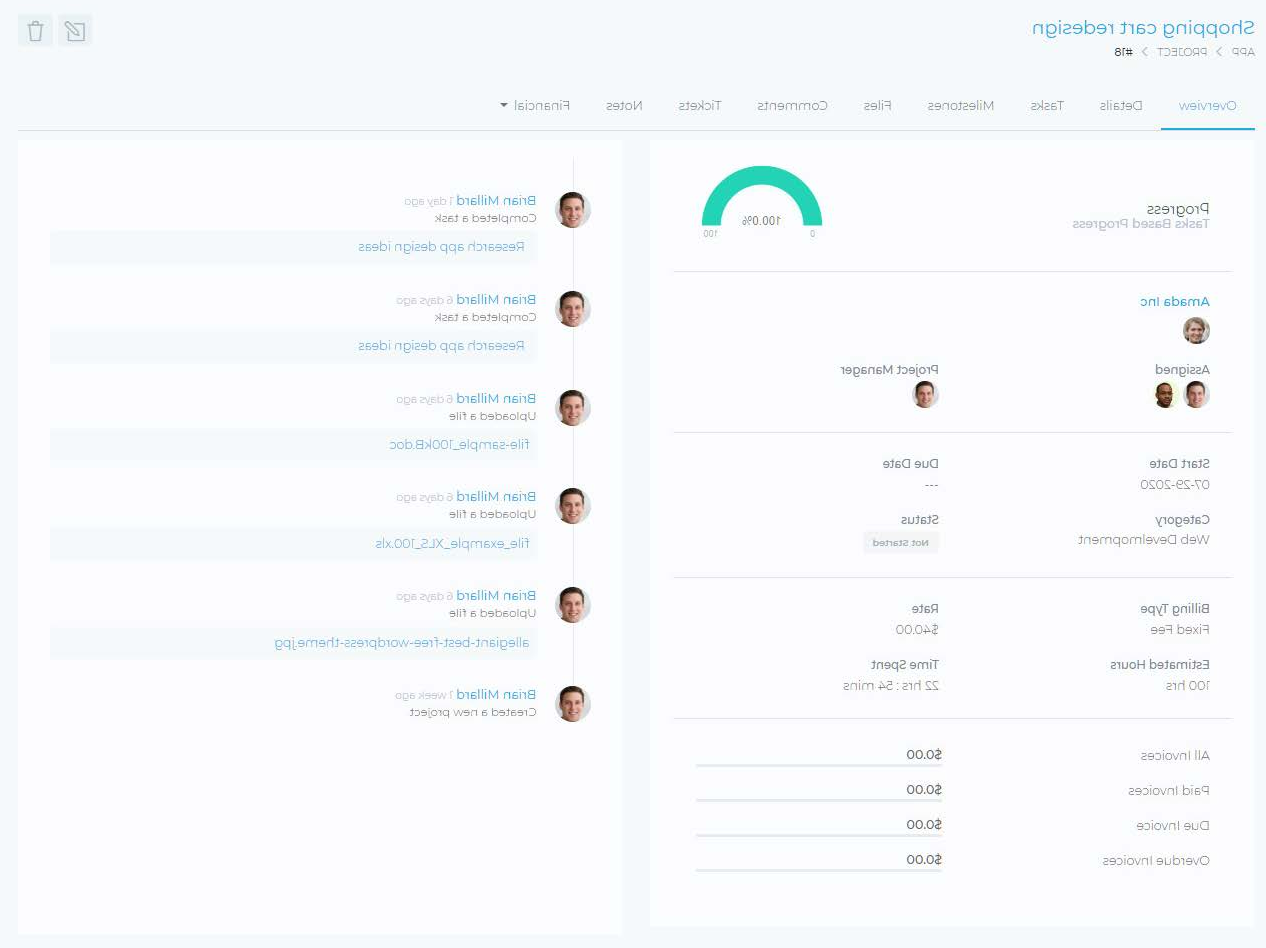 Shopping cart redesign
APP > PROJECT > #18
Overview Details Tasks Milestones Files Comments Tickets Notes Financial
Progress
Tasks Based Progress
100.0%
0 100
Amada Inc
Assigned Project Manager
Start Date Due Date
07-29-2020 ---
Category Status
Web Develmopment Not Started
Billing Type Rate
Fixed Fee $40.00
Estimated Hours Time Spent
100 hrs 22 hrs : 54 mins
All Invoices $0.00
Paid Invoices $0.00
Due Invoice $0.00
Overdue Invoices $0.00
Brian Millard 1 day ago
Completed a task
Research app design ideas
Brian Millard 6 days ago
Completed a task
Research app design ideas
Brian Millard 6 days ago
Uploaded a file
file-sample_100kB.doc
Brian Millard 6 days ago
Uploaded a file
file_example_XLS_100.xls
Brian Millard 6 days ago
Uploaded a file
allegiant-best-free-wordpress-theme.jpg
Brian Millard 1 week ago
Created a new project